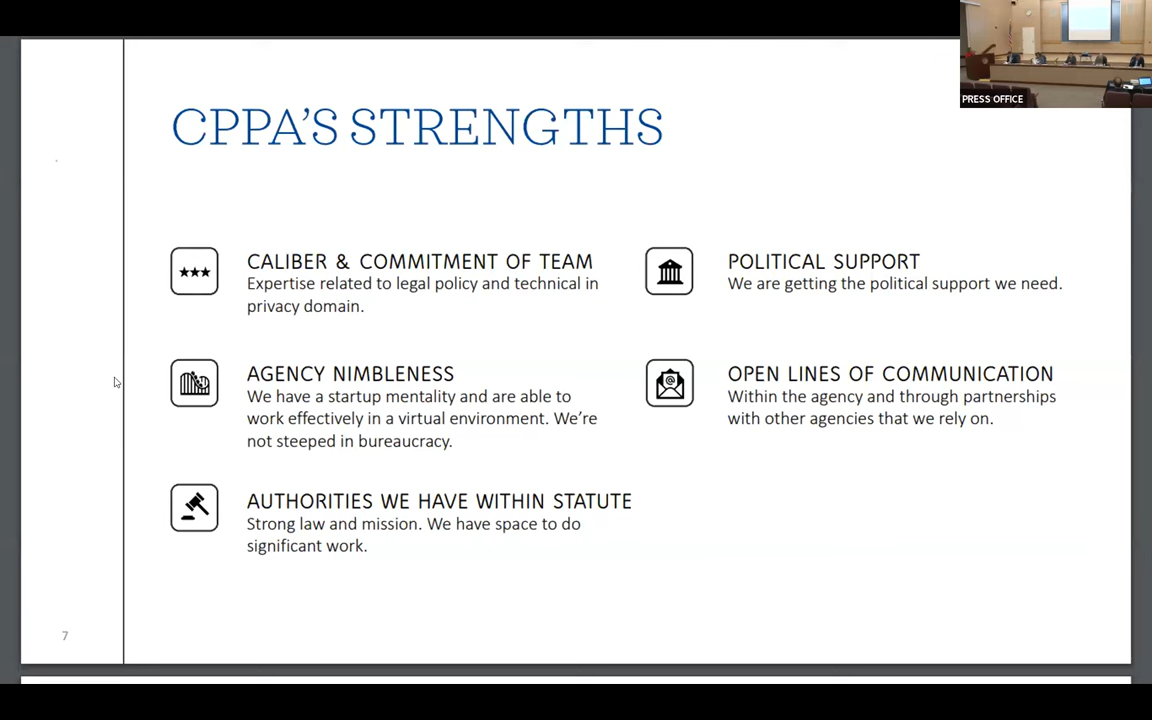 PRESS OFFICE
CPPA'S STRENGTHS
CALIBER & COMMITMENT OF TEAM
Expertise related to legal policy and technical in
privacy domain.
POLITICAL SUPPORT
We are getting the political support we need.
AGENCY NIMBLENESS
We have a startup mentality and are able to
work effectively in a virtual environment. We're
not steeped in bureaucracy.
OPEN LINES OF COMMUNICATION
Within the agency and through partnerships
with other agencies that we rely on.
AUTHORITIES WE HAVE WITHIN STATUTE
Strong law and mission. We have space to do
significant work.
7